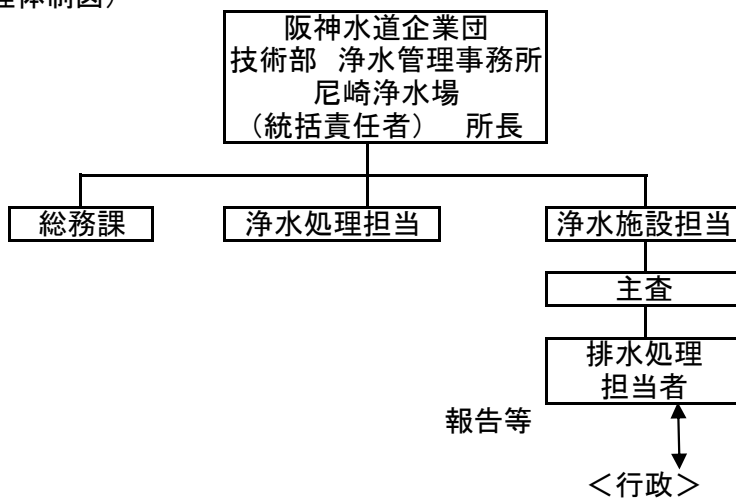 理体制図）
阪神水道企業団
技術部 浄水管理事務所
尼崎浄水場
（統括責任者） 所長
総務課
浄水処理担当
浄水施設担当
主査
排水処理
担当者
報告等
＜行政＞